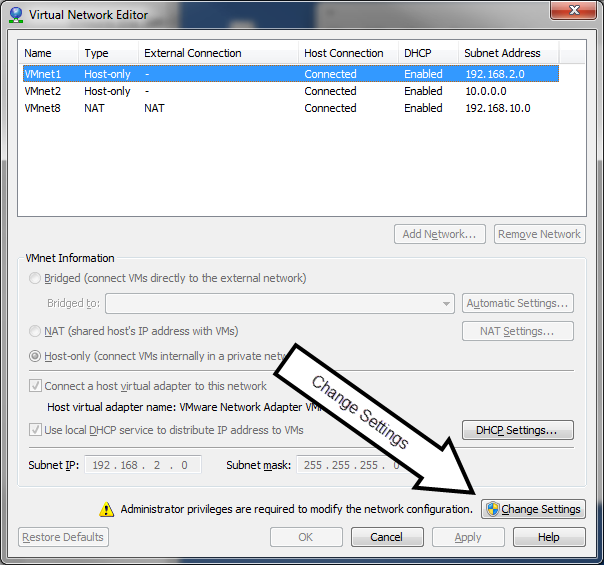 Virtual Network Editor
Name Type External Connection Host Connection DHCP Subnet Address
VMnet1 Host-only - Connected Enabled 192.168.2.0
VMnet2 Host-only - Connected Enabled 10.0.0.0
VMnet8 NAT NAT Connected Enabled 192.168.10.0
Add Network... Remove Network
VMnet Information
Bridged (connect VMs directly to the external network)
Bridged to: Automatic Settings...
NAT (shared host's IP address with VMs) NAT Settings...
Host-only (connect VMs internally in a private
Connect a host virtual adapter to this network
Host virtual adapter name: VMware Network Adapter
Use local DHCP service to distribute IP address to VMs DHCP Settings...
Subnet IP: 192 . 168 . 2 . 0 Subnet mask: 255 . 255 . 255 . 0
Change Settings
Administrator privileges are required to modify the network configuration. Change Settings
Restore Defaults OK Cancel Apply Help